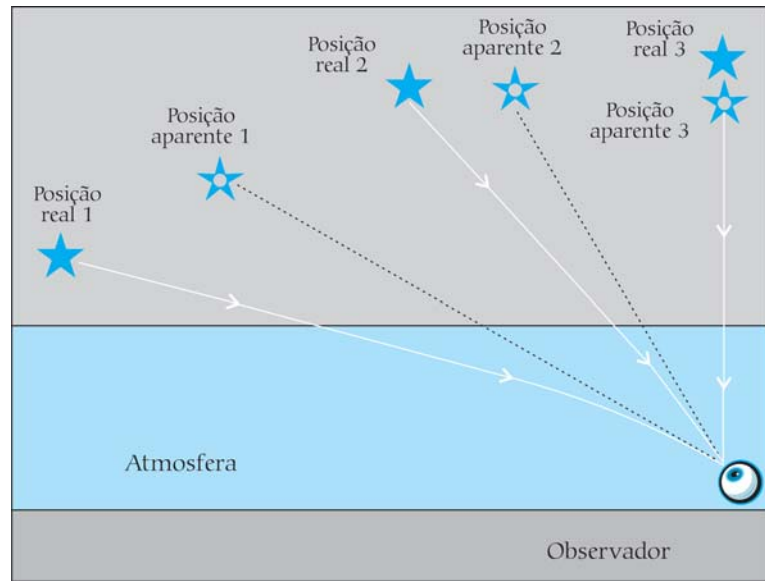 Posição
real 1
Posição
aparente 1
Posição
real 2
Posição
aparente 2
Posição
real 3
Posição
aparente 3
Atmosfera
Observador